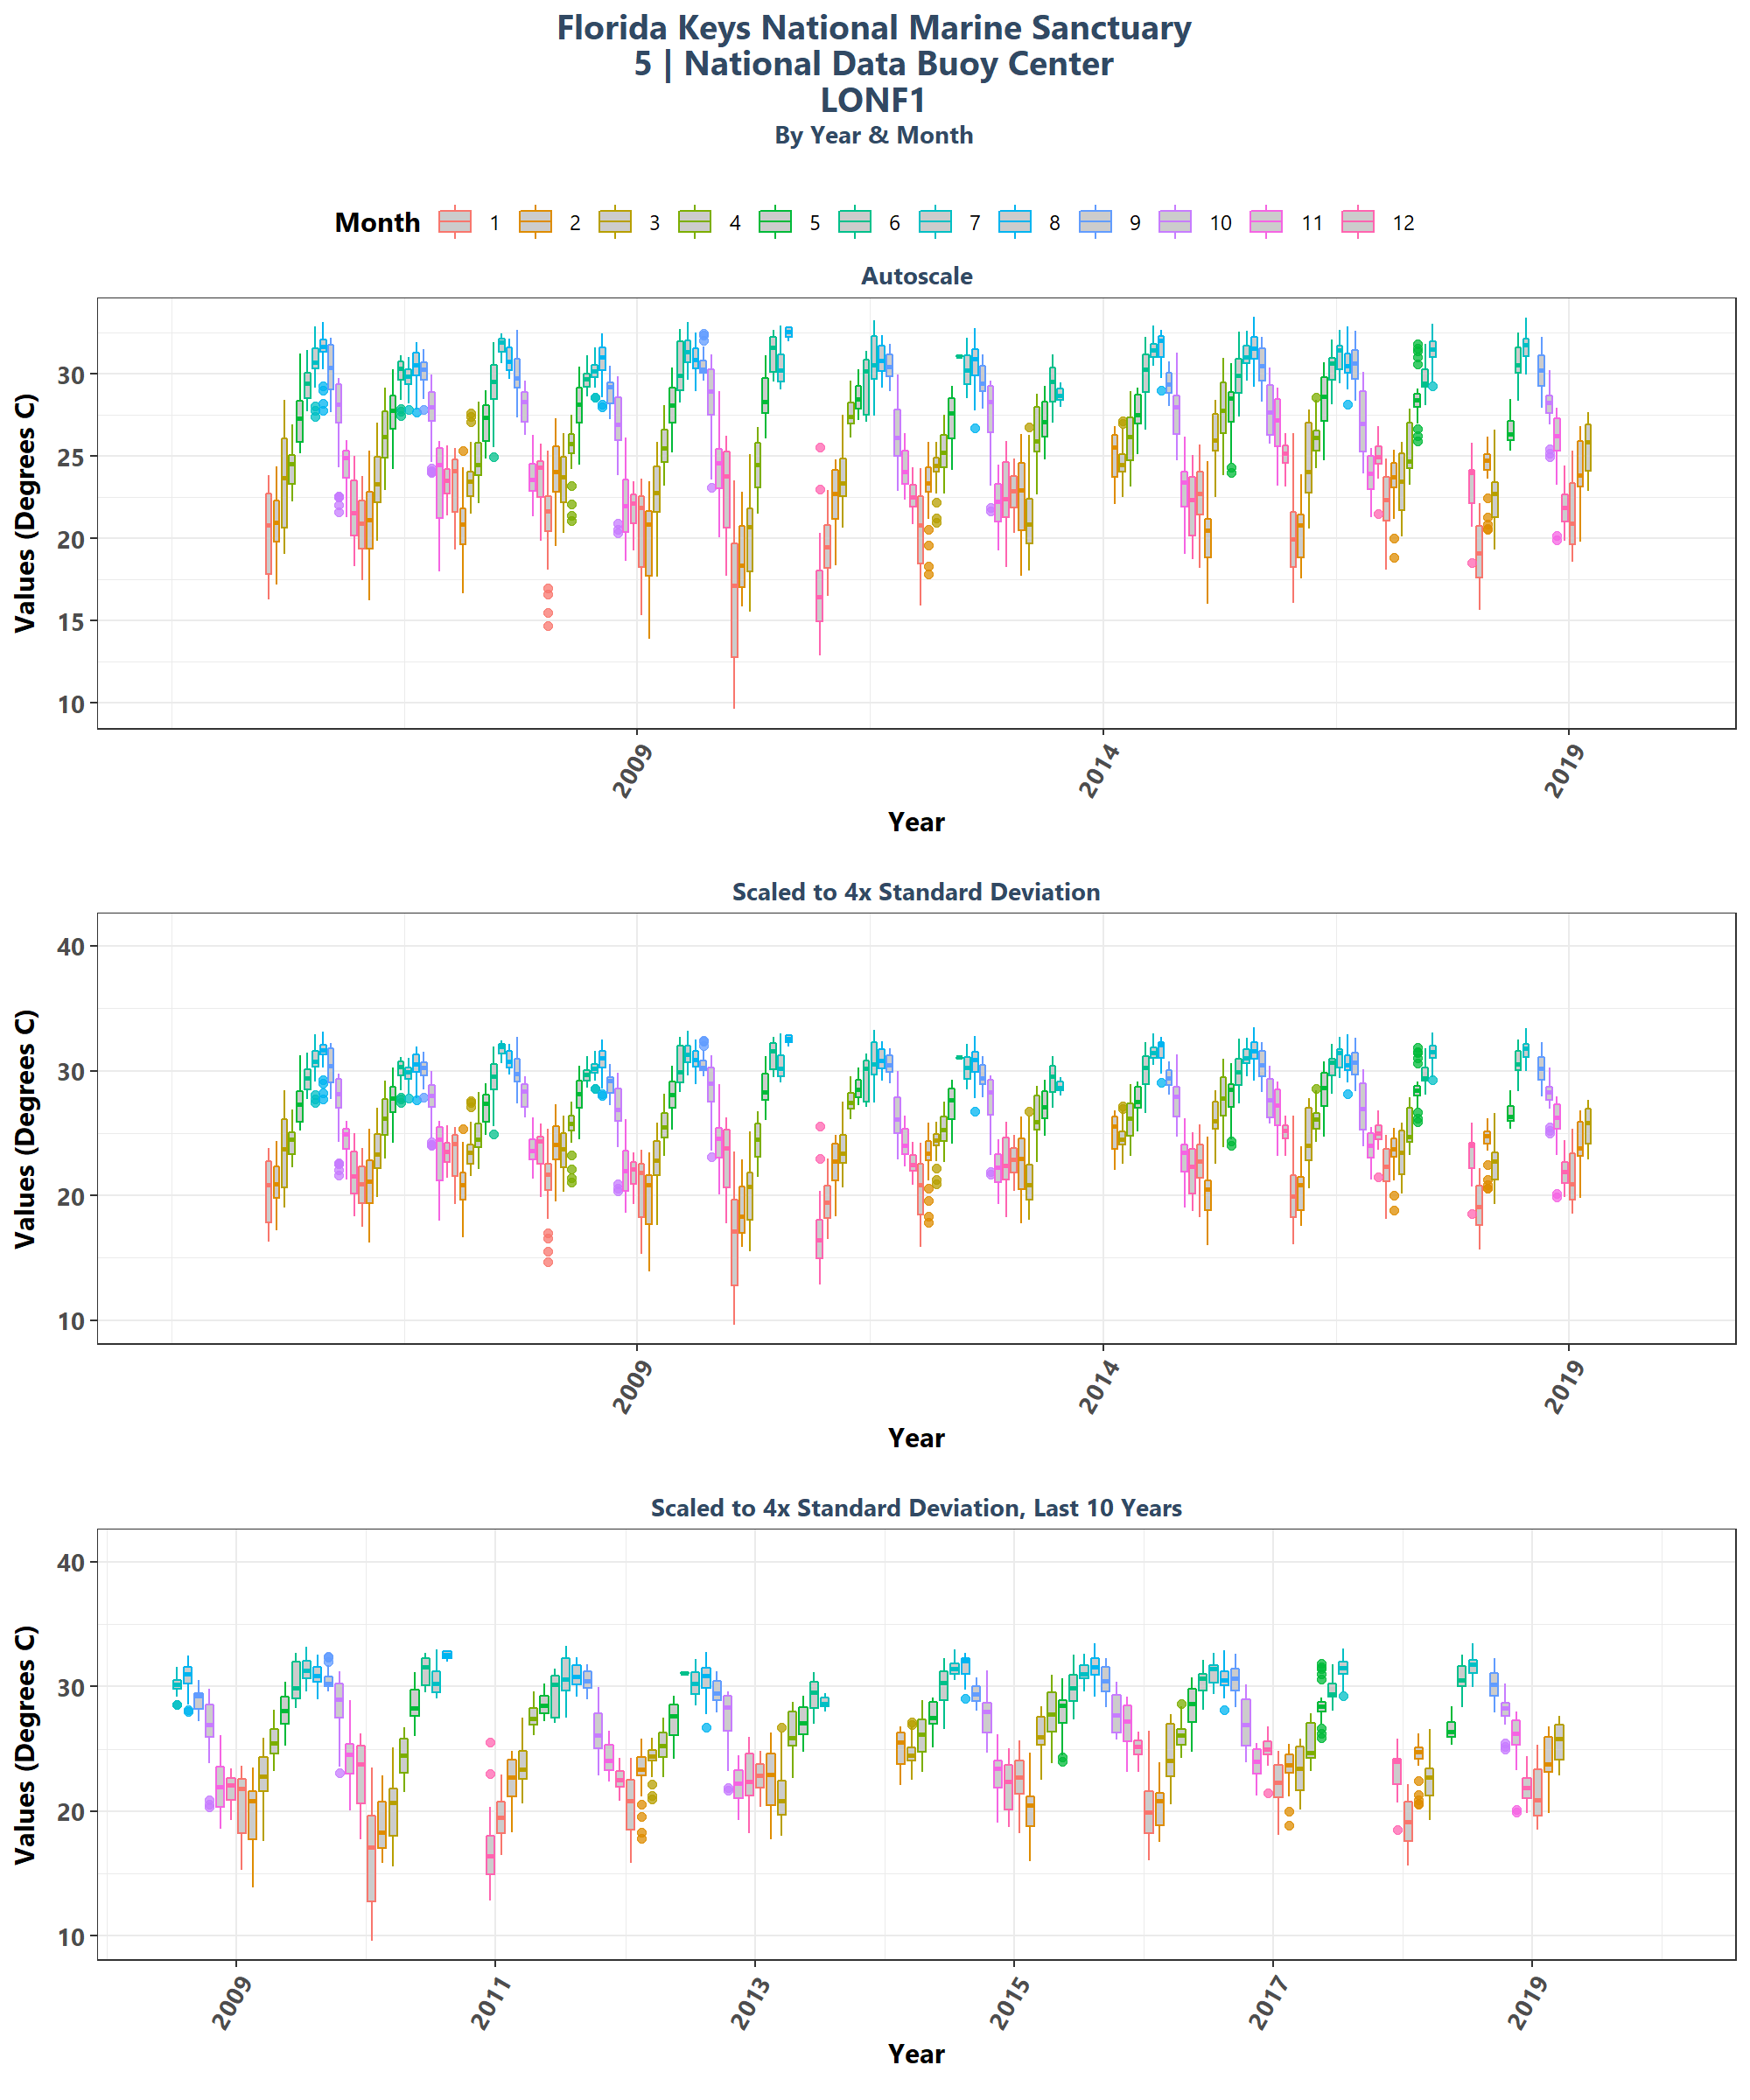 Florida Keys National Marine Sanctuary
5 | National Data Buoy Center
LONF1
By Year & Month
Month 1 2 3 4 5 6 7 8 9 10 11 12
Autoscale
Values (Degrees C)
30
25
20
15
10
2009 2014 2019
Year
Scaled to 4x Standard Deviation
Values (Degrees C)
40
30
20
10
2009 2014 2019
Year
Scaled to 4x Standard Deviation, Last 10 Years
Values (Degrees C)
40
30
20
10
2009 2011 2013 2015 2017 2019
Year